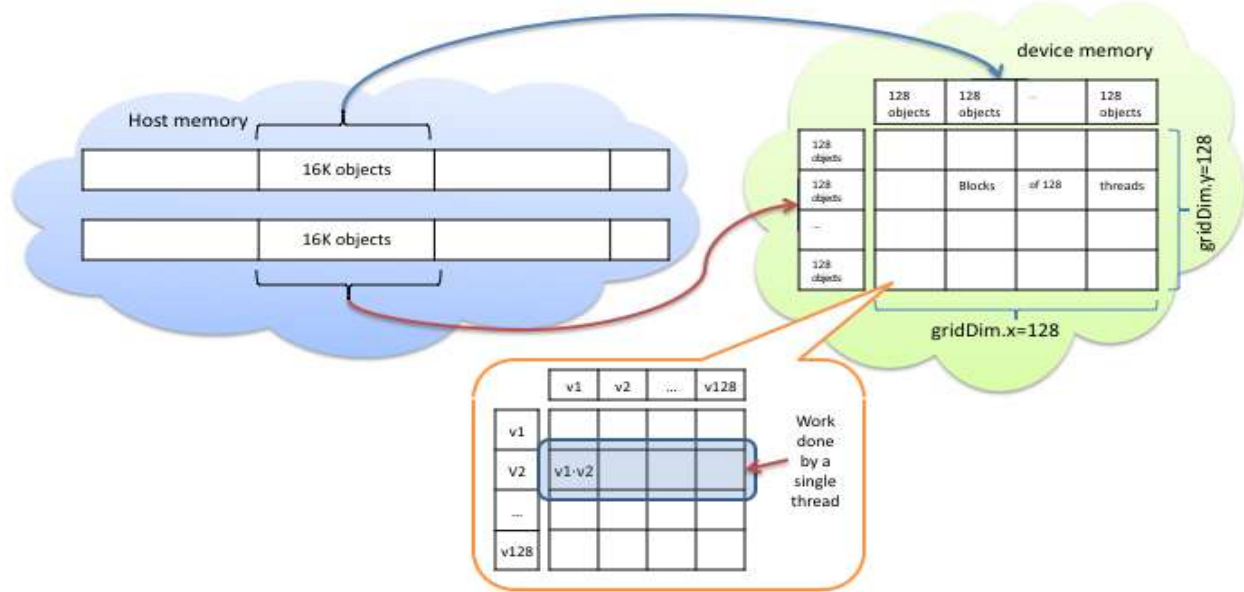 device memory
128
objects
128
objects
...
128
objects
Host memory
16K objects
16K objects
128
objects
128
objects
...
128
objects
Blocks
of 128
threads
gridDim.y=128
gridDim.x=128
v1
v2
...
v128
v1
V2
...
v128
v1·v2
Work
done
by a
single
thread